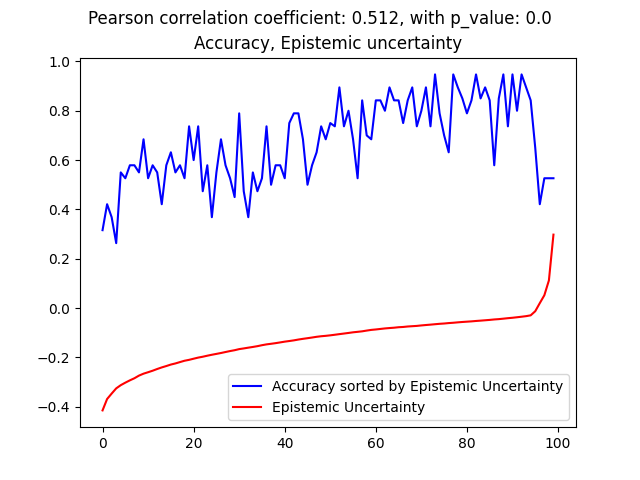 Pearson correlation coefficient: 0.512, with p_value: 0.0
Accuracy, Epistemic uncertainty
1.0
0.8
0.6
0.4
0.2
0.0
−0.2
−0.4
Accuracy sorted by Epistemic Uncertainty
Epistemic Uncertainty
0 20 40 60 80 100